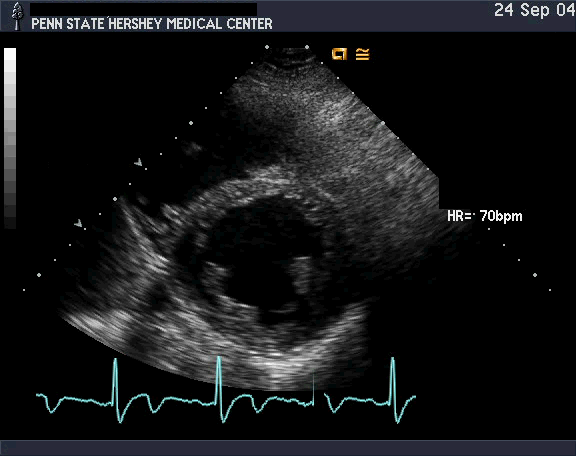 24 Sep 04
PENN STATE HERSHEY MEDICAL CENTER
HR= 70bpm